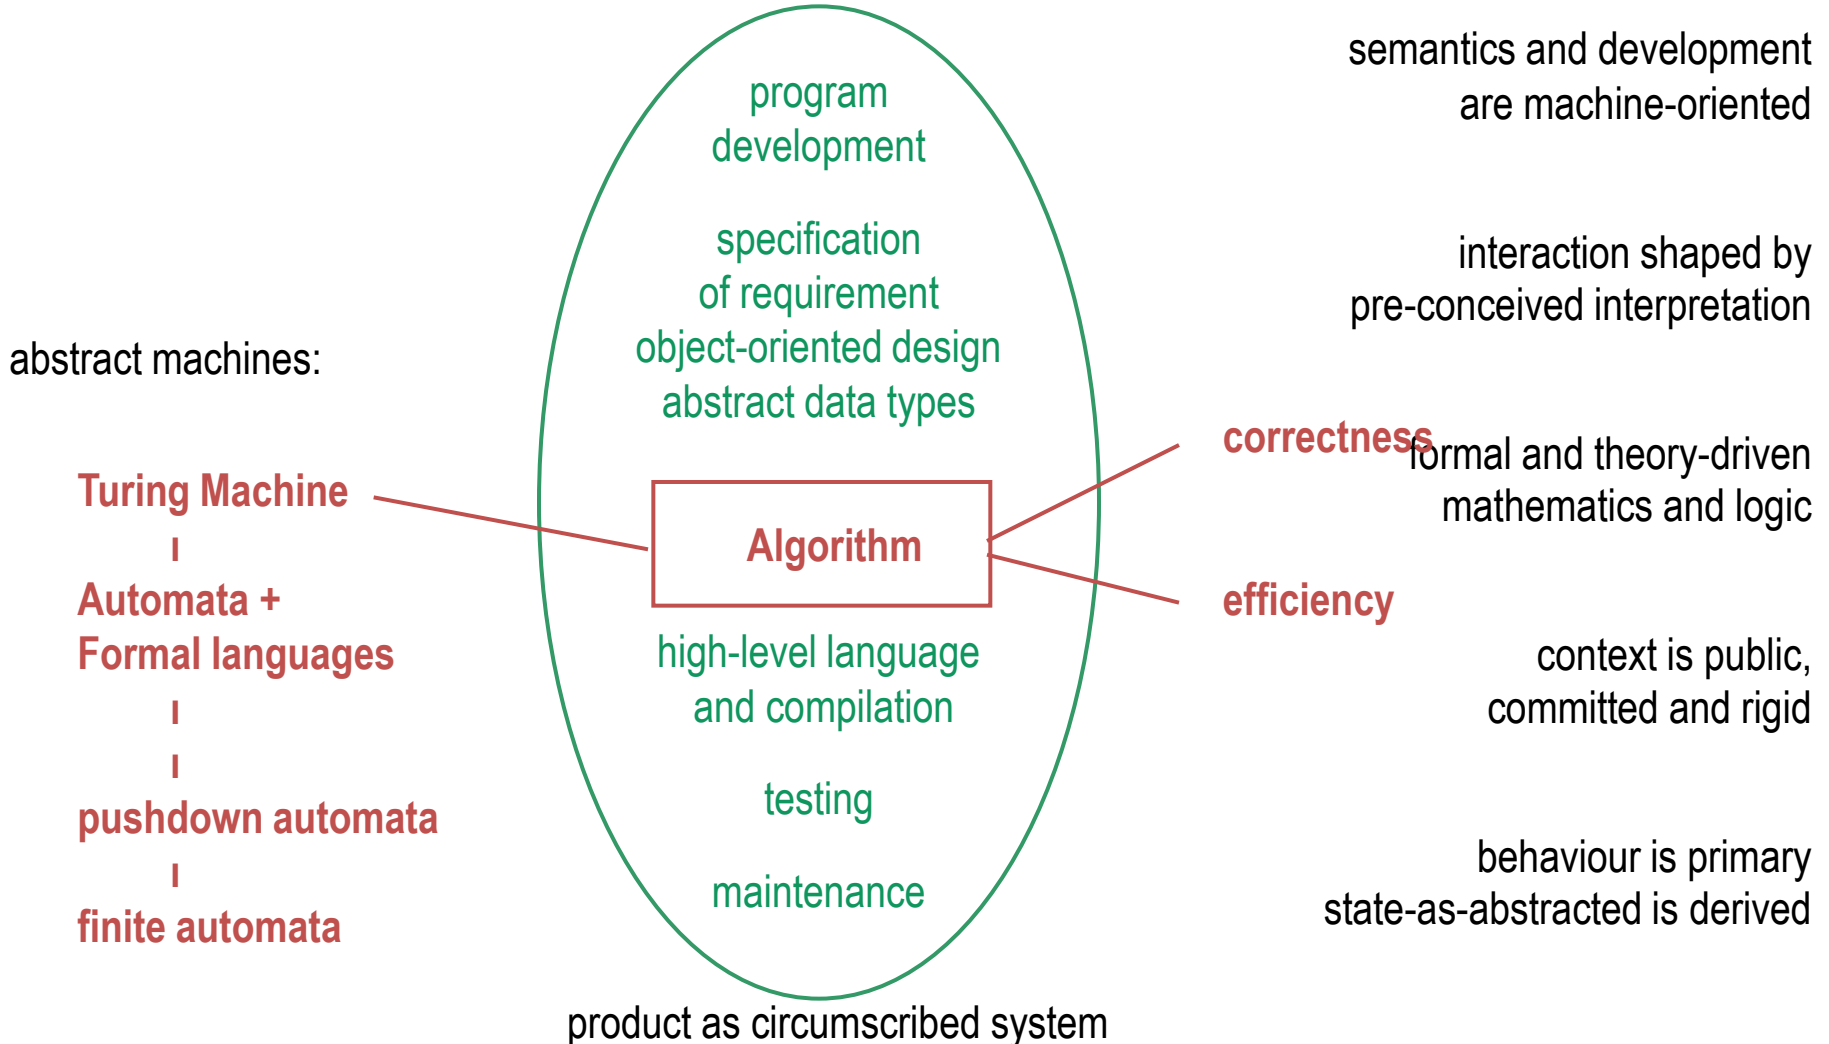 abstract machines:
Turing Machine
Automata +
Formal languages
pushdown automata
finite automata
program
development
specification
of requirement
object-oriented design
abstract data types
Algorithm
high-level language
and compilation
testing
maintenance
product as circumscribed system
correctness
efficiency
semantics and development
are machine-oriented
interaction shaped by
pre-conceived interpretation
formal and theory-driven
mathematics and logic
context is public,
committed and rigid
behaviour is primary
state-as-abstracted is derived